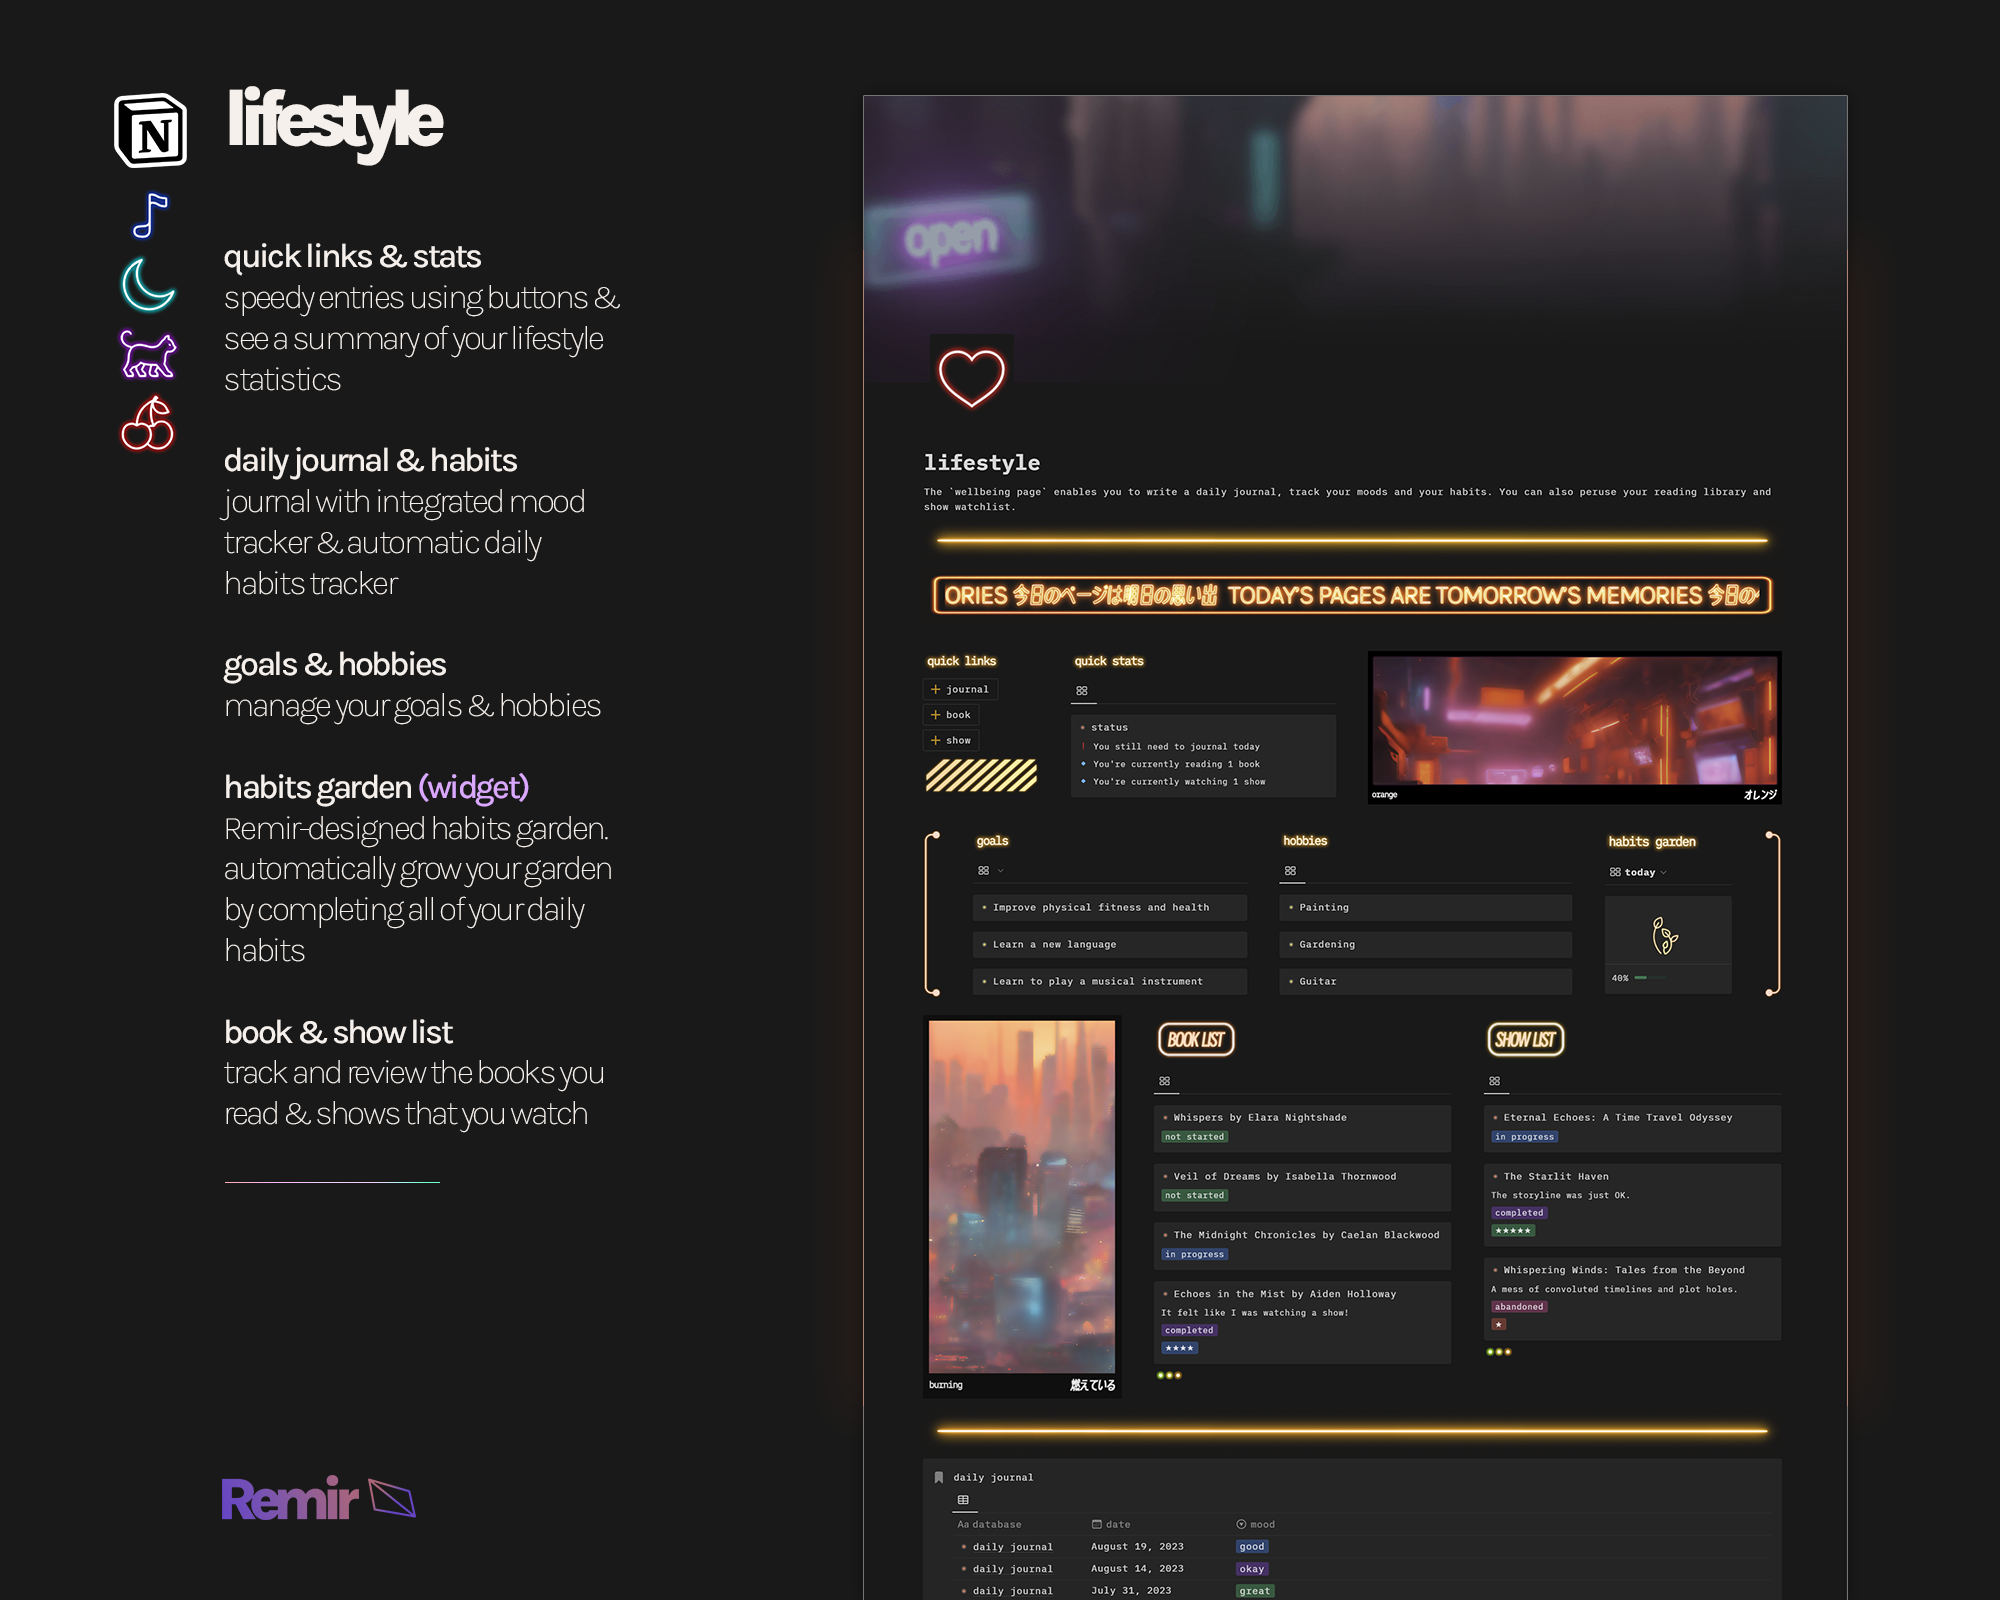 N
lifestyle
quick links & stats
speedy entries using buttons &
see a summary of your lifestyle
statistics
daily journal & habits
journal with integrated mood
tracker & automatic daily
habits tracker
goals & hobbies
manage your goals & hobbies
habits garden (widget)
Remir-designed habits garden.
automatically grow your garden
by completing all of your daily
habits
book & show list
track and review the books you
read & shows that you watch
Remir
open
lifestyle
The `wellbeing page` enables you to write a daily journal, track your moods and your habits. You can also peruse your reading library and
show watchlist.
ORIES 今日のページは明日の思い出 TODAY'S PAGES ARE TOMORROW'S MEMORIES 今日の
quick links
+ journal
+ book
+ show
quick stats
status
! You still need to journal today
You're currently reading 1 book
You're currently watching 1 show
orange オレンジ
goals
Improve physical fitness and health
Learn a new language
Learn to play a musical instrument
hobbies
Painting
Gardening
Guitar
habits garden
today
40%
burning 燃えている
BOOK LIST
Whispers by Elara Nightshade
not started
Veil of Dreams by Isabella Thornwood
not started
The Midnight Chronicles by Caelan Blackwood
in progress
Echoes in the Mist by Aiden Holloway
It felt like I was watching a show!
completed
★★★★
SHOW LIST
Eternal Echoes: A Time Travel Odyssey
in progress
The Starlit Haven
The storyline was just OK.
completed
★★★★★
Whispering Winds: Tales from the Beyond
A mess of convoluted timelines and plot holes.
abandoned
★
daily journal
Aa database date mood
daily journal August 19, 2023 good
daily journal August 14, 2023 okay
daily journal July 31, 2023 great